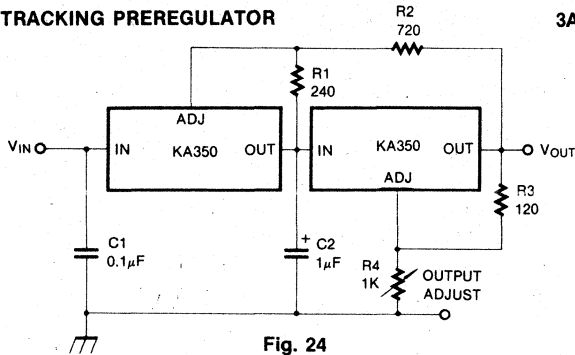 TRACKING PREREGULATOR
3A
R2
720
R1
240
ADJ
VIN
IN
KA350
OUT
IN
KA350
OUT
VOUT
ADJ
R3
120
C1
0.1μF
+
C2
1μF
R4
1K
OUTPUT
ADJUST
Fig. 24